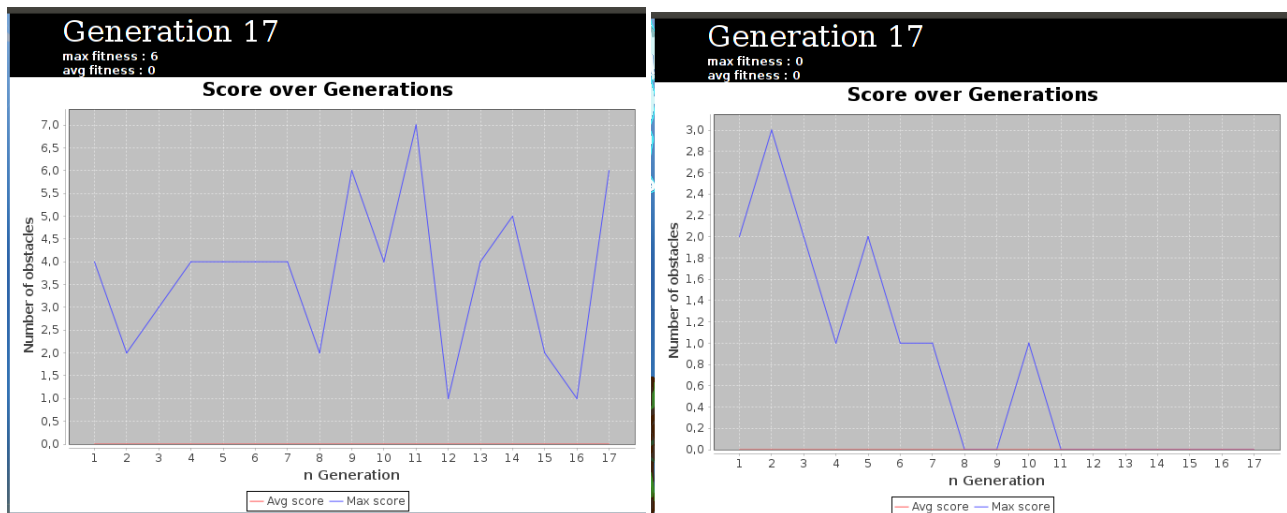 Generation 17
max fitness : 6
avg fitness : 0
Score over Generations
Number of obstacles
7,0
6,5
6,0
5,5
5,0
4,5
4,0
3,5
3,0
2,5
2,0
1,5
1,0
0,5
0,0
1 2 3 4 5 6 7 8 9 10 11 12 13 14 15 16 17
n Generation
Avg score Max score
Generation 17
max fitness : 0
avg fitness : 0
Score over Generations
Number of obstacles
3,0
2,8
2,6
2,4
2,2
2,0
1,8
1,6
1,4
1,2
1,0
0,8
0,6
0,4
0,2
0,0
1 2 3 4 5 6 7 8 9 10 11 12 13 14 15 16 17
n Generation
Avg score Max score